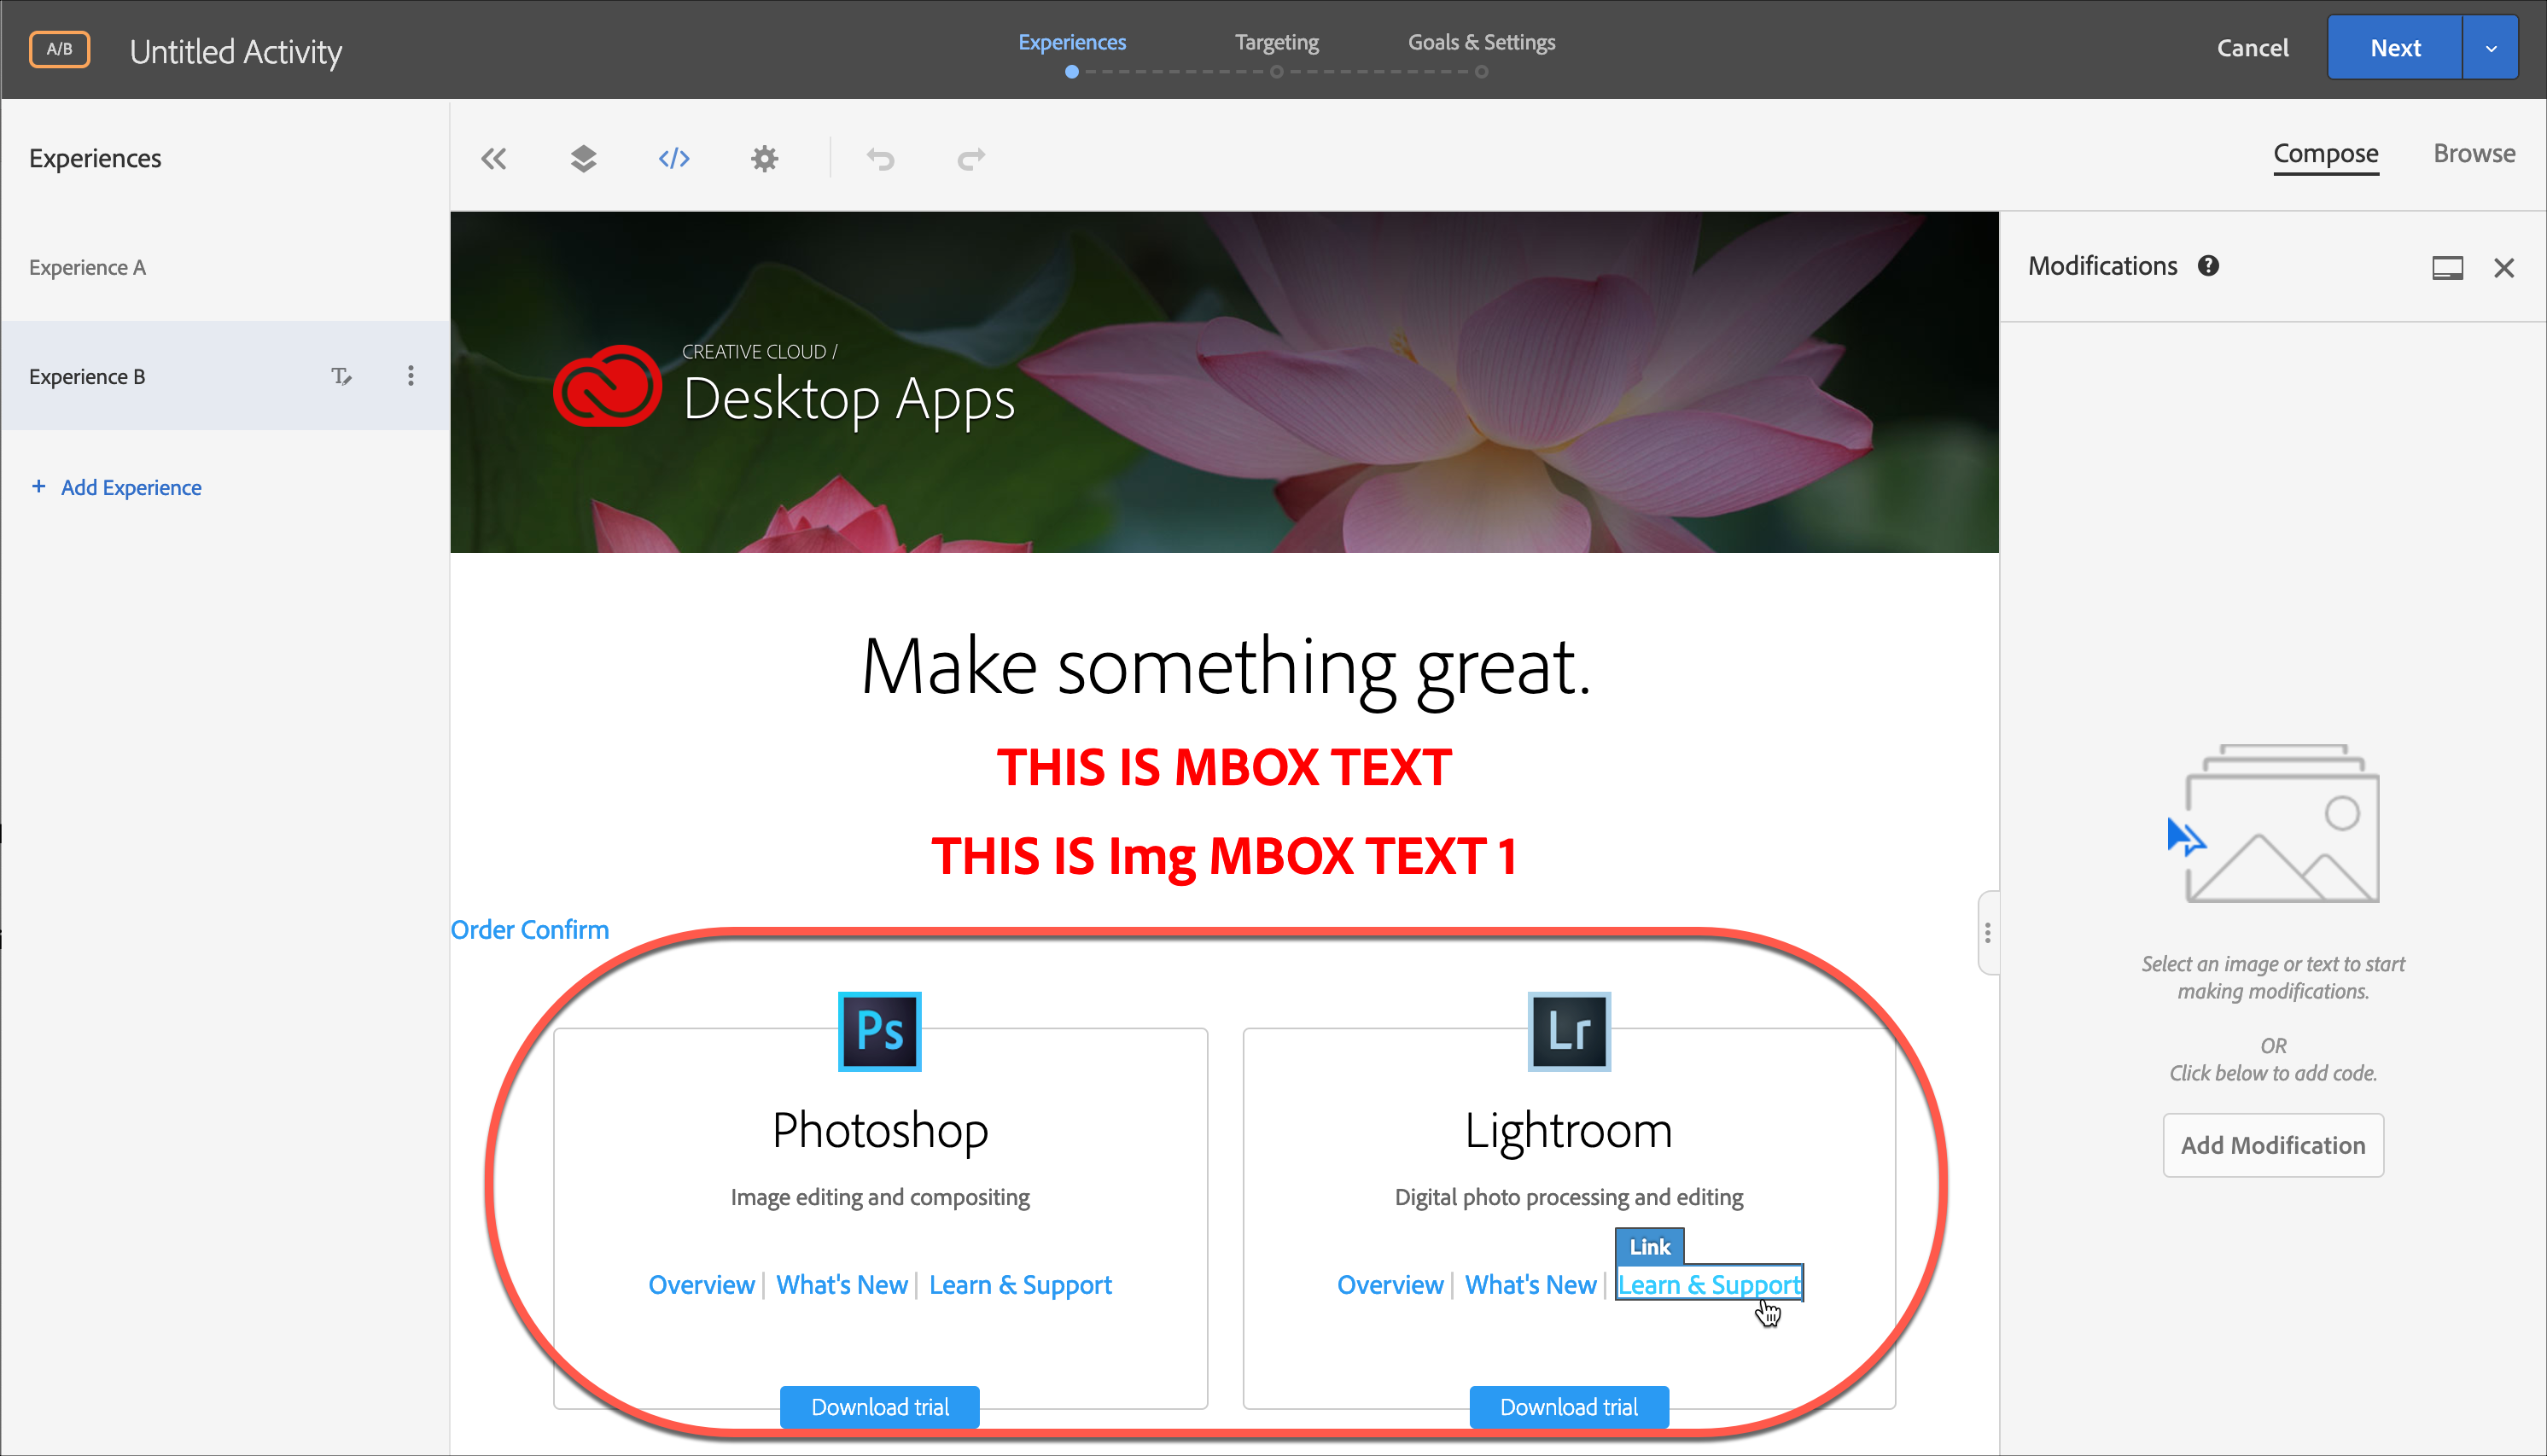 A/B Untitled Activity Experiences Targeting Goals & Settings Cancel Next
Experiences </> Compose Browse
Experience A
Experience B
+ Add Experience
CREATIVE CLOUD /
Desktop Apps
Make something great.
THIS IS MBOX TEXT
THIS IS Img MBOX TEXT 1
Order Confirm
Ps
Photoshop
Image editing and compositing
Overview | What's New | Learn & Support
Download trial
Lr
Lightroom
Digital photo processing and editing
Link
Overview | What's New | Learn & Support
Download trial
Modifications ?
Select an image or text to start
making modifications.
OR
Click below to add code.
Add Modification